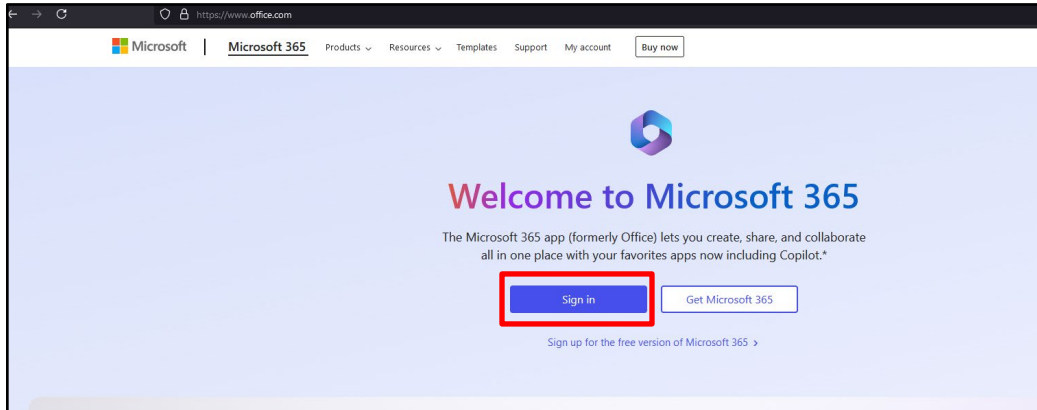 https://www.office.com
Microsoft | Microsoft 365 Products Resources Templates Support My account Buy now
Welcome to Microsoft 365
The Microsoft 365 app (formerly Office) lets you create, share, and collaborate
all in one place with your favorites apps now including Copilot.*
Sign in Get Microsoft 365
Sign up for the free version of Microsoft 365 >